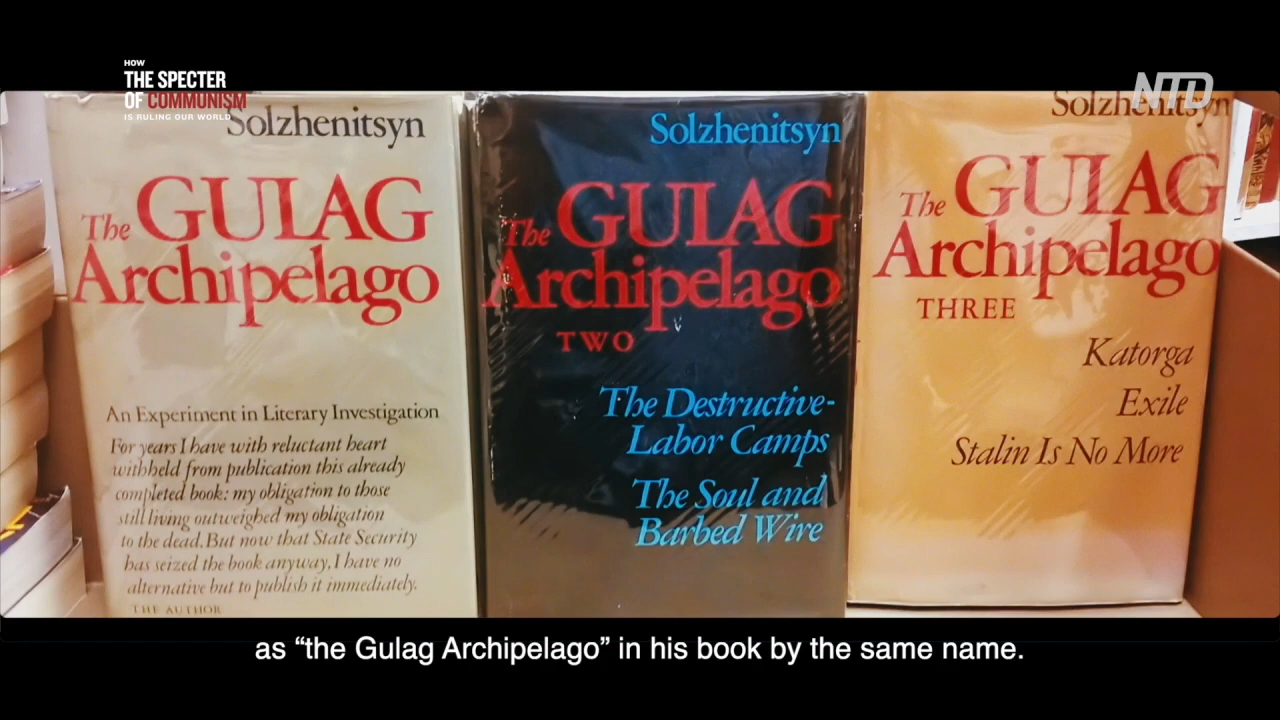 HOW
THE SPECTER
OF COMMUNISM
IS RULING OUR WORLD
NTD
Solzhenitsyn
The GULAG
Archipelago
An Experiment in Literary Investigation
For years I have with reluctant heart
withheld from publication this already
completed book: my obligation to those
still living outweighed my obligation
to the dead. But now that State Security
has seized the book anyway, I have no
alternative but to publish it immediately.
THE AUTHOR
Solzhenitsyn
The GULAG
Archipelago
TWO
The Destructive-
Labor Camps
The Soul and
Barbed Wire
Solzhenitsyn
The GULAG
Archipelago
THREE
Katorga
Exile
Stalin Is No More
as “the Gulag Archipelago” in his book by the same name.